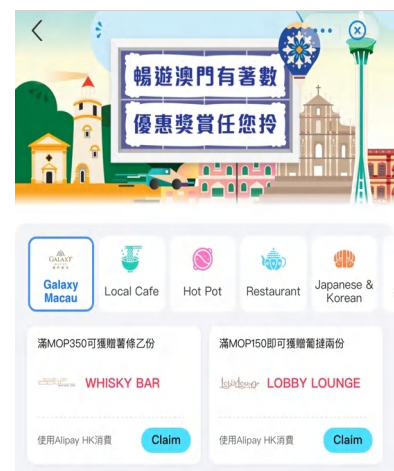 暢遊澳門有著數
優惠獎賞任您拎
GALAXY
Galaxy
Macau
Local Cafe
Hot Pot
Restaurant
Japanese &
Korean
滿MOP350可獲贈薯條乙份
滿MOP150即可獲贈葡撻兩份
WHISKY BAR
LOBBY LOUNGE
使用Alipay HK消費
Claim
使用Alipay HK消費
Claim